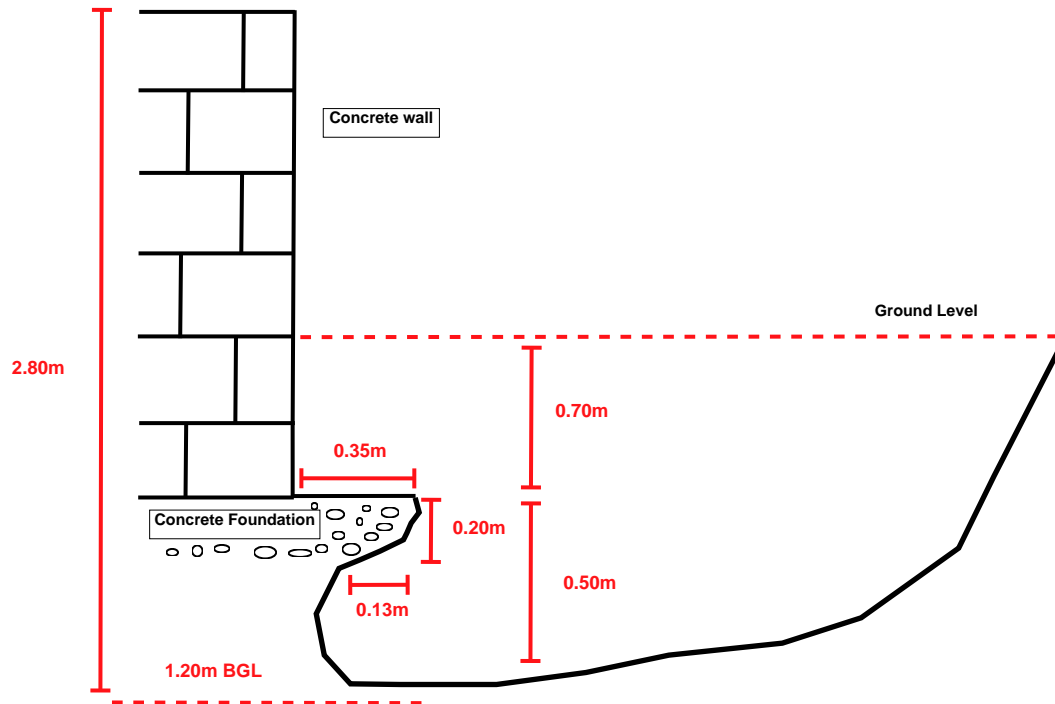 Concrete wall
Ground Level
2.80m
0.70m
0.35m
Concrete Foundation
0.20m
0.50m
0.13m
1.20m BGL